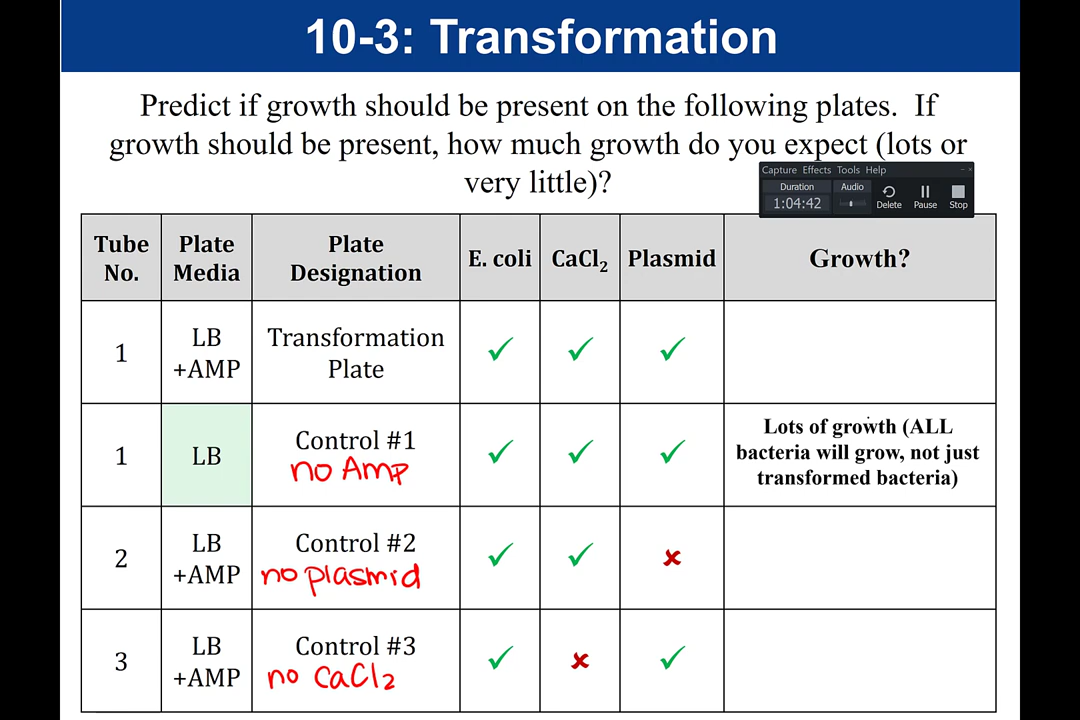 10-3: Transformation
Predict if growth should be present on the following plates. If
growth should be present, how much growth do you expect (lots or
very little)?
Capture Effects Tools Help
Duration
1:04:42
Audio
Delete
Pause
Stop
Tube No.
Plate Media
Plate Designation
E. coli
CaCl₂
Plasmid
Growth?
1
LB
+AMP
Transformation
Plate
✓
✓
✓
1
LB
Control #1
no Amp
✓
✓
✓
Lots of growth (ALL
bacteria will grow, not just
transformed bacteria)
2
LB
+AMP
Control #2
no plasmid
✓
✓
✗
3
LB
+AMP
Control #3
no CaCl2
✓
✗
✓